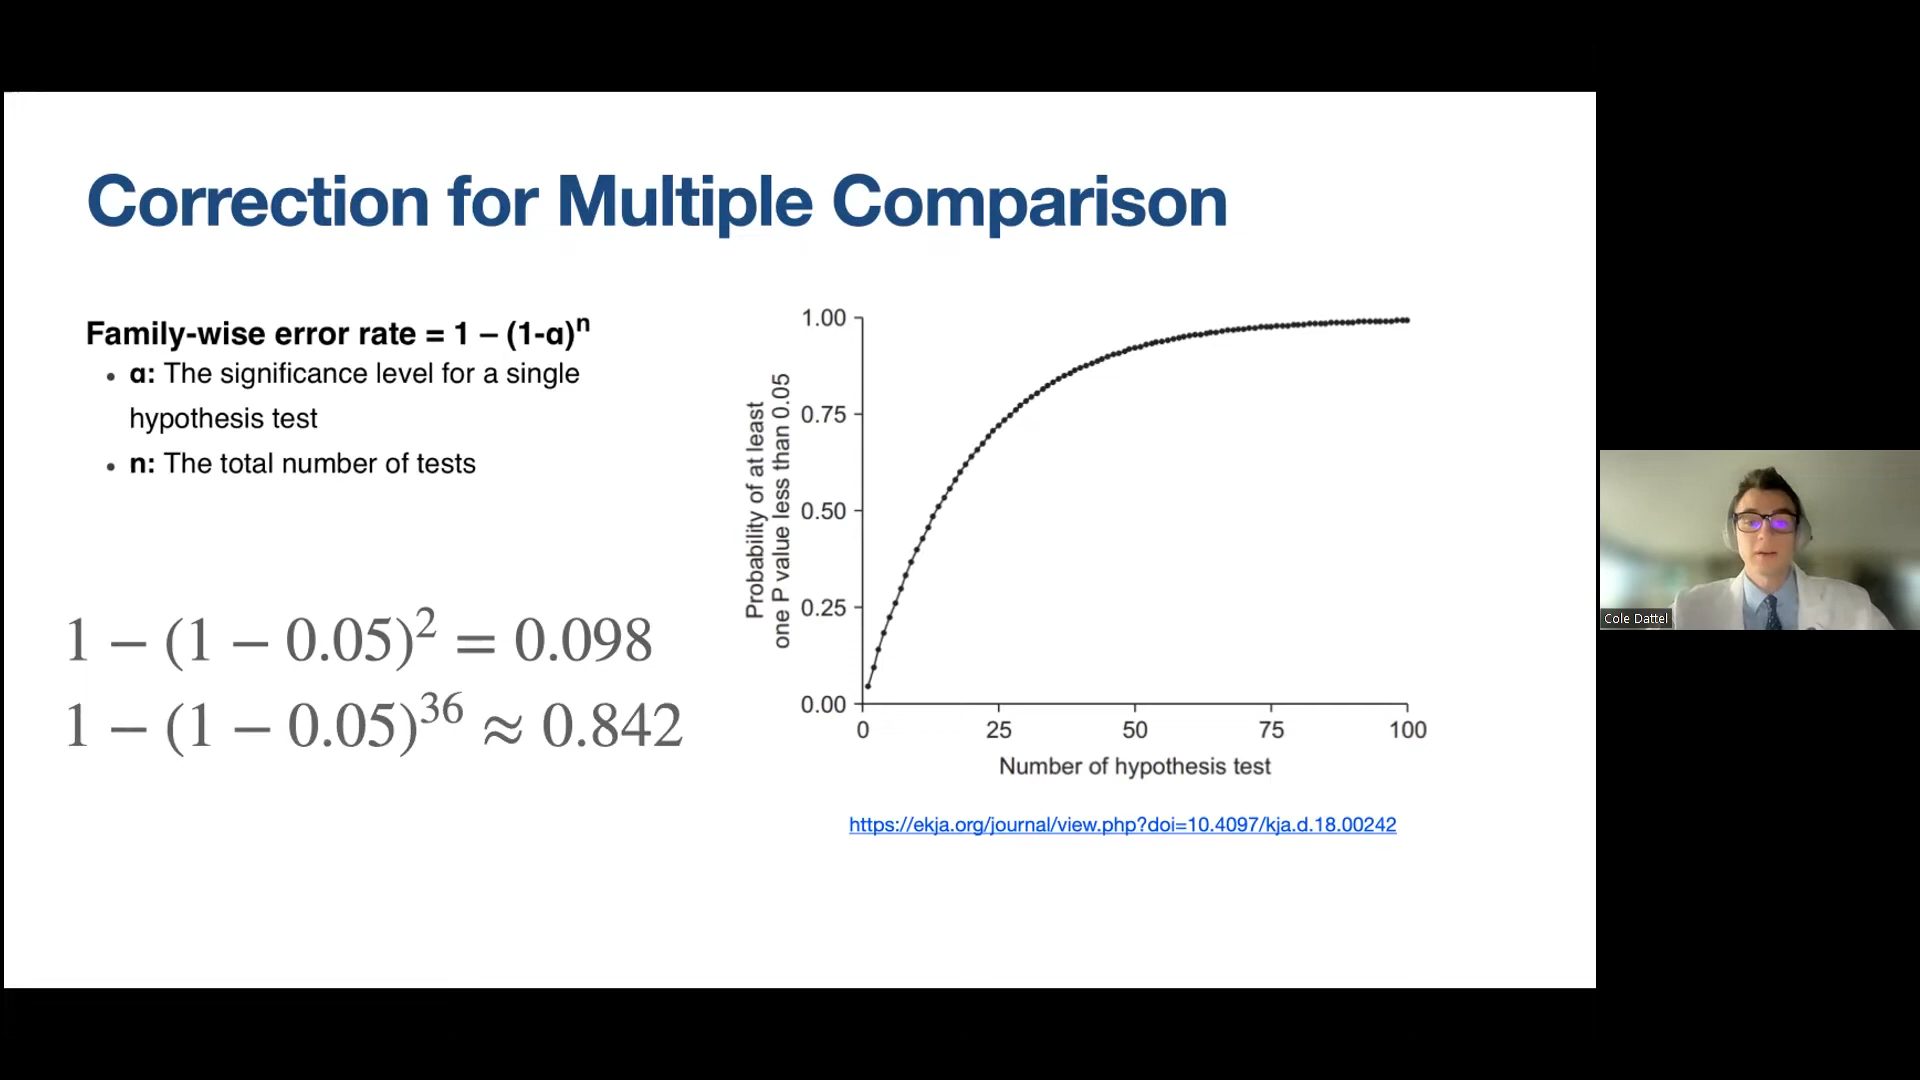 Correction for Multiple Comparison
Family-wise error rate = 1 – (1-ɑ)ⁿ
• ɑ: The significance level for a single
hypothesis test
• n: The total number of tests
1 − (1 − 0.05)² = 0.098
1 − (1 − 0.05)³⁶ ≈ 0.842
Probability of at least
one P value less than 0.05
1.00
0.75
0.50
0.25
0.00
0 25 50 75 100
Number of hypothesis test
https://ekja.org/journal/view.php?doi=10.4097/kja.d.18.00242
Cole Dattel